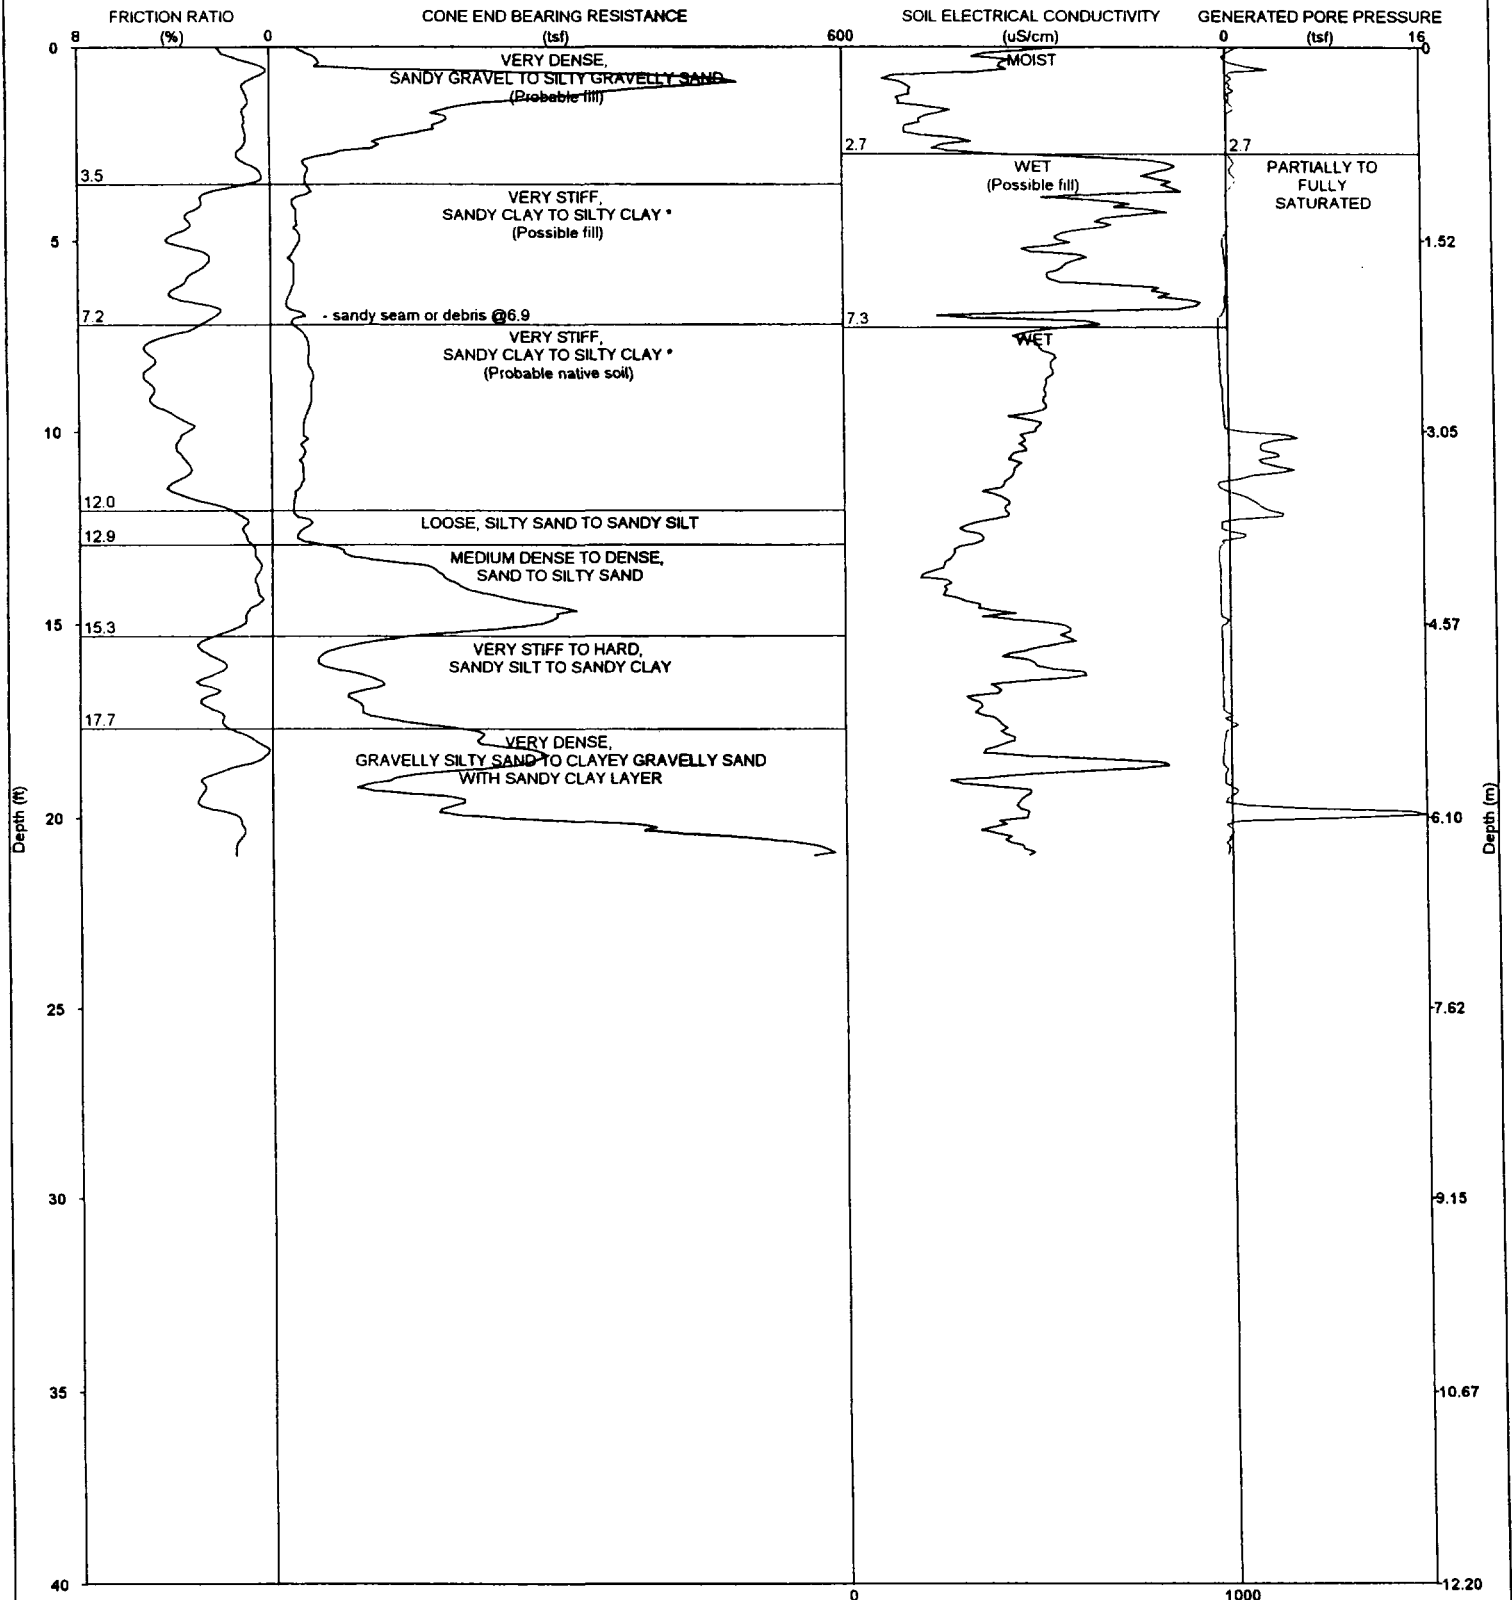 FRICTION RATIO
(%)
8
0
CONE END BEARING RESISTANCE
(tsf)
600
SOIL ELECTRICAL CONDUCTIVITY
(uS/cm)
GENERATED PORE PRESSURE
0
(tsf)
16
0
0
VERY DENSE,
SANDY GRAVEL TO SILTY GRAVELLY SAND
(Probable fill)
MOIST
2.7
2.7
WET
(Possible fill)
PARTIALLY TO
FULLY
SATURATED
3.5
VERY STIFF,
SANDY CLAY TO SILTY CLAY *
(Possible fill)
5
1.52
7.2
- sandy seam or debris @6.9
7.3
VERY STIFF,
SANDY CLAY TO SILTY CLAY *
(Probable native soil)
WET
10
3.05
12.0
LOOSE, SILTY SAND TO SANDY SILT
12.9
MEDIUM DENSE TO DENSE,
SAND TO SILTY SAND
15
4.57
15.3
VERY STIFF TO HARD,
SANDY SILT TO SANDY CLAY
17.7
VERY DENSE,
GRAVELLY SILTY SAND TO CLAYEY GRAVELLY SAND
WITH SANDY CLAY LAYER
Depth (ft)
20
6.10
Depth (m)
25
7.62
30
9.15
35
10.67
40
12.20
0
1000